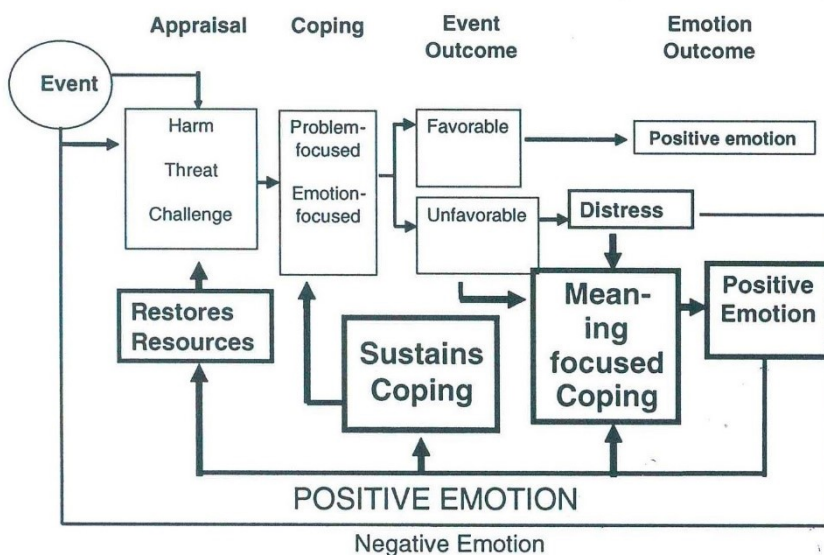 Appraisal
Coping
Event
Outcome
Emotion
Outcome
Event
Harm
Threat
Challenge
Problem-
focused
Emotion-
focused
Favorable
Positive emotion
Unfavorable
Distress
Restores
Resources
Sustains
Coping
Mean-
ing
focused
Coping
Positive
Emotion
POSITIVE EMOTION
Negative Emotion